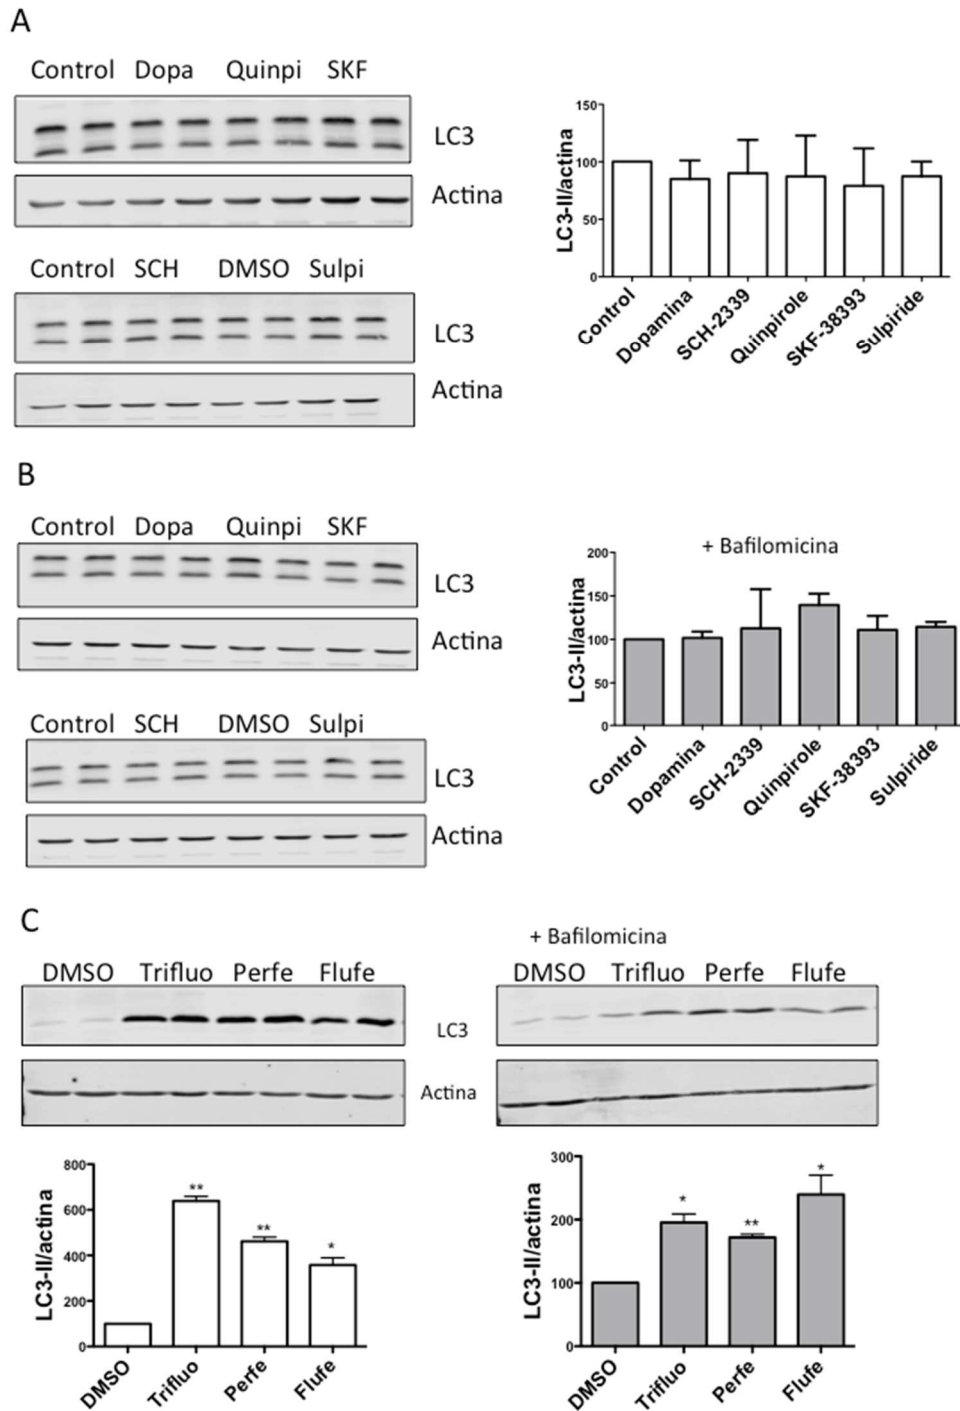 A
Control Dopa Quinpi SKF
LC3
Actina
Control SCH DMSO Sulpi
LC3
Actina
LC3-II/actina
150
100
50
0
Control
Dopamina
SCH-2339
Quinpirole
SKF-38393
Sulpiride
B
Control Dopa Quinpi SKF
LC3
Actina
Control SCH DMSO Sulpi
LC3
Actina
+ Bafilomicina
LC3-II/actina
200
150
100
50
0
Control
Dopamina
SCH-2339
Quinpirole
SKF-38393
Sulpiride
C
DMSO Trifluo Perfe Flufe
+ Bafilomicina
DMSO Trifluo Perfe Flufe
LC3
Actina
LC3-II/actina
800
600
400
200
0
**
**
*
DMSO
Trifluo
Perfe
Flufe
LC3-II/actina
300
200
100
0
*
**
*
DMSO
Trifluo
Perfe
Flufe